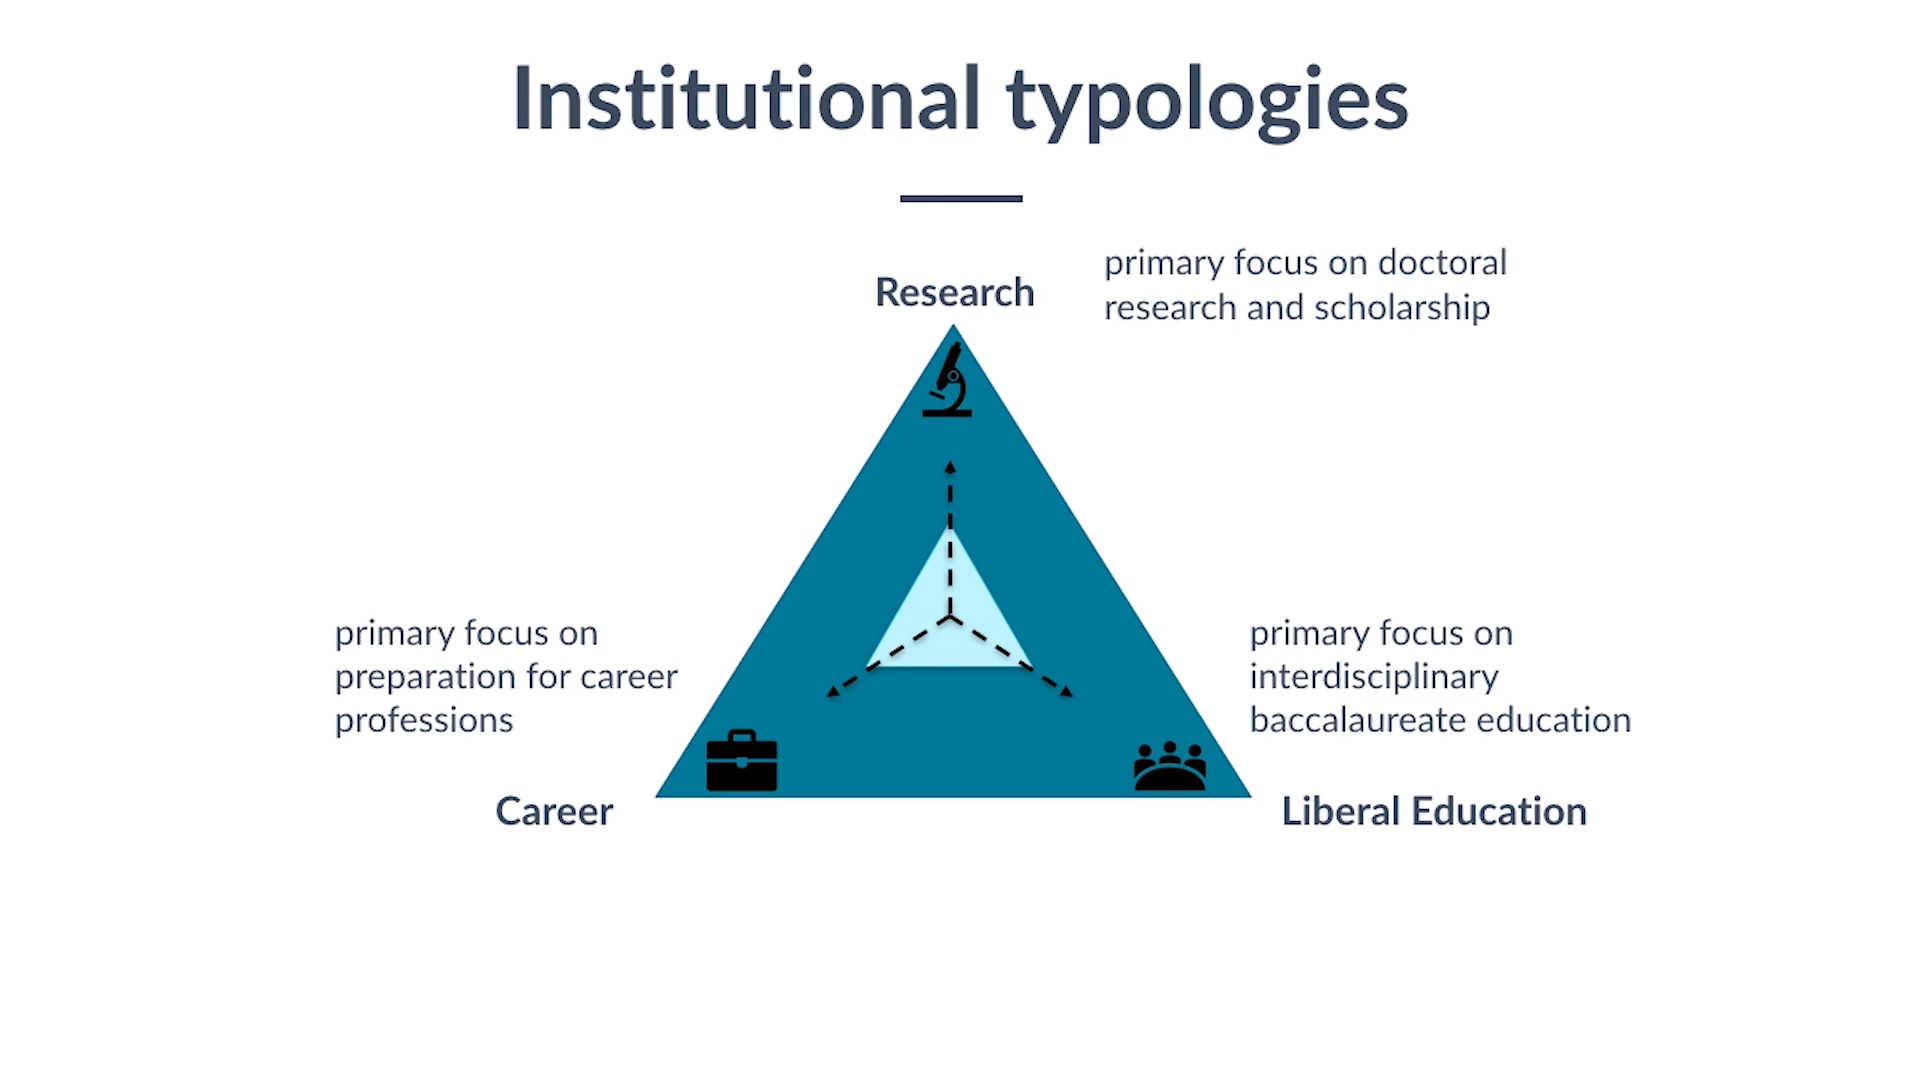 Institutional typologies
Research
primary focus on doctoral
research and scholarship
primary focus on
preparation for career
professions
Career
primary focus on
interdisciplinary
baccalaureate education
Liberal Education